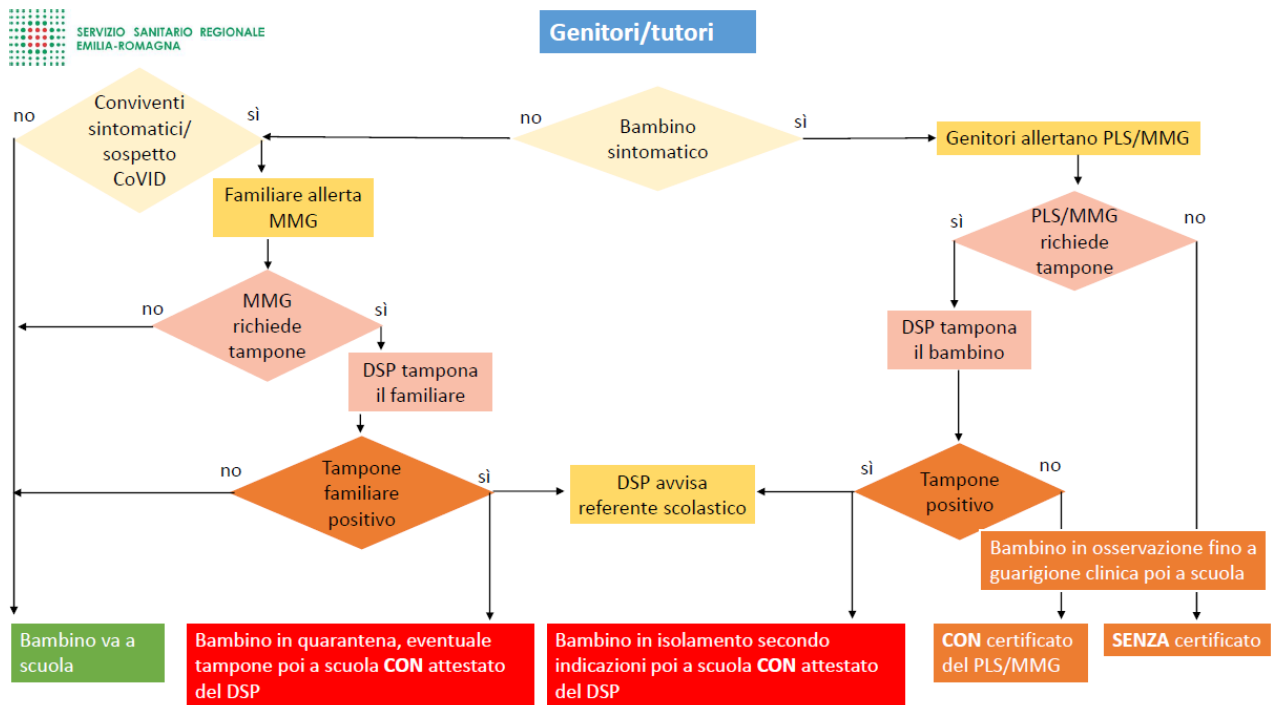 SERVIZIO SANITARIO REGIONALE
EMILIA-ROMAGNA
Genitori/tutori
no
Conviventi
sintomatici/
sospetto
CoVID
sì
no
Bambino
sintomatico
sì
Genitori allertano PLS/MMG
Familiare allerta
MMG
sì
PLS/MMG
richiede
tampone
no
no
MMG
richiede
tampone
sì
DSP tampona
il familiare
DSP tampona
il bambino
no
Tampone
familiare
positivo
sì
DSP avvisa
referente scolastico
sì
Tampone
positivo
no
Bambino in osservazione fino a
guarigione clinica poi a scuola
Bambino va a
scuola
Bambino in quarantena, eventuale
tampone poi a scuola CON attestato
del DSP
Bambino in isolamento secondo
indicazioni poi a scuola CON attestato
del DSP
CON certificato
del PLS/MMG
SENZA certificato